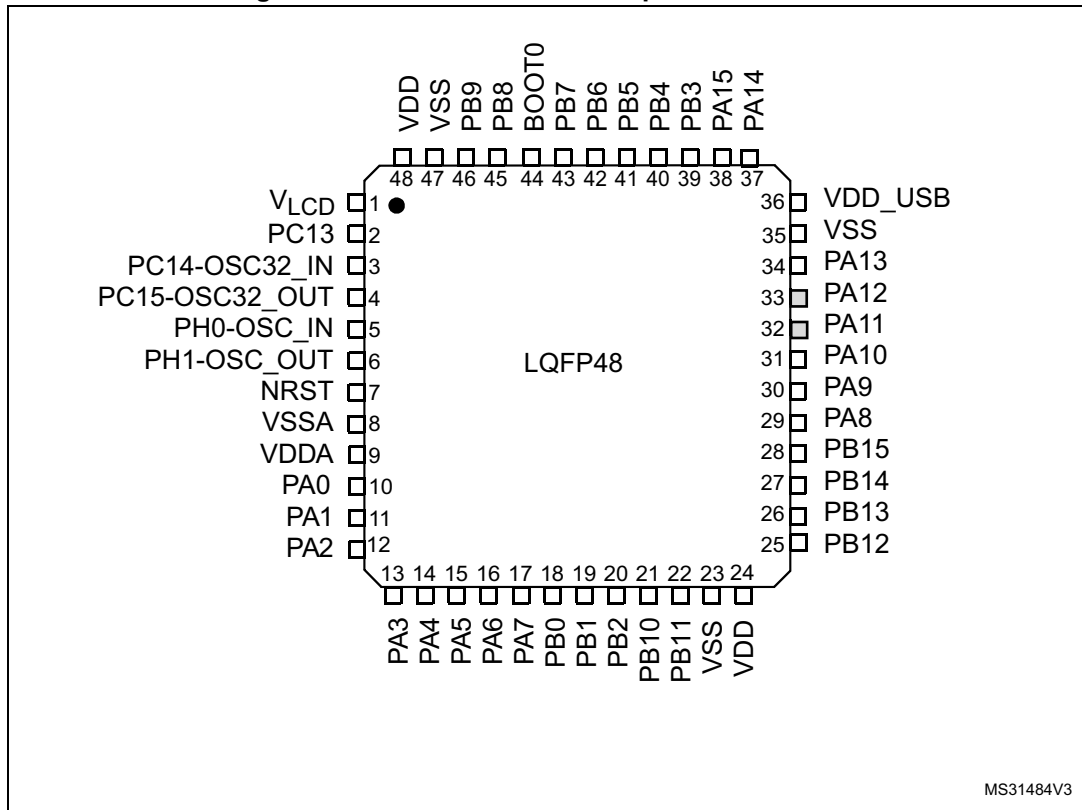 VDD
VSS
PB9
PB8
BOOT0
PB7
PB6
PB5
PB4
PB3
PA15
PA14
48 47 46 45 44 43 42 41 40 39 38 37
VLCD 1
PC13 2
PC14-OSC32_IN 3
PC15-OSC32_OUT 4
PH0-OSC_IN 5
PH1-OSC_OUT 6
NRST 7
VSSA 8
VDDA 9
PA0 10
PA1 11
PA2 12
LQFP48
36 VDD_USB
35 VSS
34 PA13
33 PA12
32 PA11
31 PA10
30 PA9
29 PA8
28 PB15
27 PB14
26 PB13
25 PB12
13 14 15 16 17 18 19 20 21 22 23 24
PA3
PA4
PA5
PA6
PA7
PB0
PB1
PB2
PB10
PB11
VSS
VDD
MS31484V3